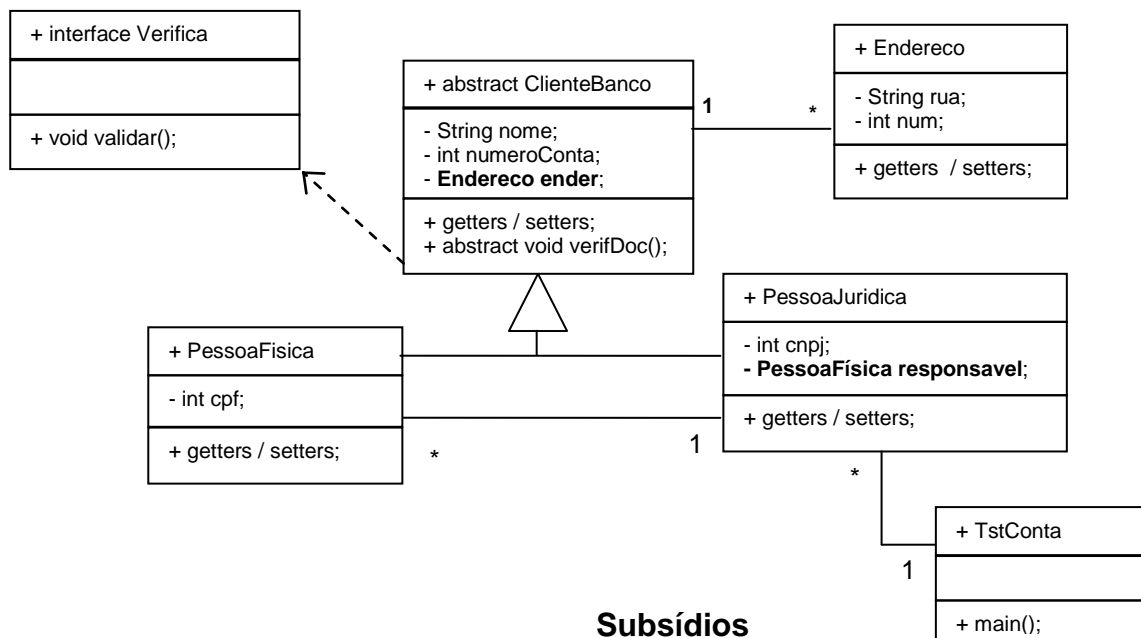 + interface Verifica
+ void validar();
+ abstract ClienteBanco
- String nome;
- int numeroConta;
- Endereco ender;
+ getters / setters;
+ abstract void verifDoc();
1
*
+ Endereco
- String rua;
- int num;
+ getters / setters;
+ PessoaFisica
- int cpf;
+ getters / setters;
*
1
+ PessoaJuridica
- int cnpj;
- PessoaFísica responsavel;
+ getters / setters;
*
1
+ TstConta
+ main();
Subsídios